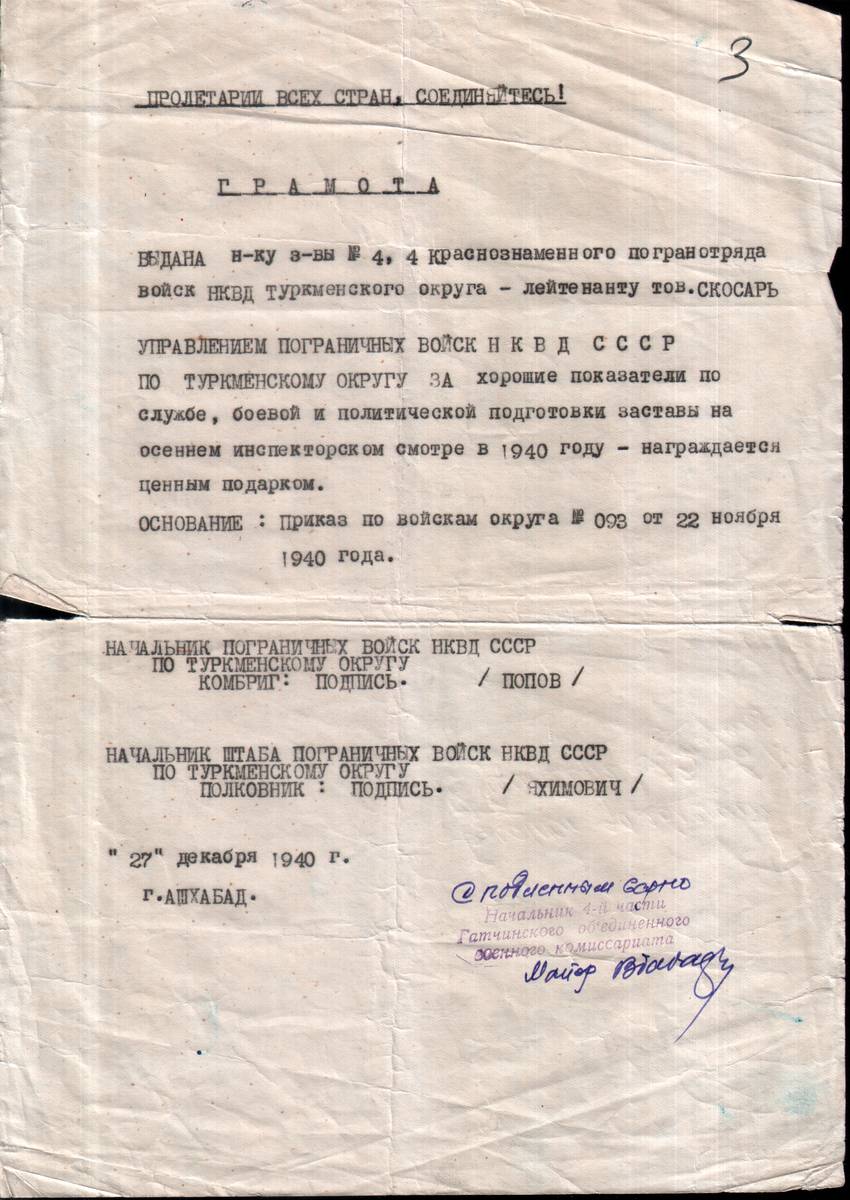 3
ПРОЛЕТАРИИ ВСЕХ СТРАН, СОЕДИНЯЙТЕСЬ!
Г Р А М О Т А
ВЫДАНА н-ку з-вы № 4, 4 Краснознаменного погранотряда
войск НКВД Туркменского округа - лейтенанту тов.СКОСАРЬ
УПРАВЛЕНИЕМ ПОГРАНИЧНЫХ ВОЙСК Н К В Д С С С Р
ПО ТУРКМЕНСКОМУ ОКРУГУ ЗА хорошие показатели по
службе, боевой и политической подготовки заставы на
осеннем инспекторском смотре в 1940 году - награждается
ценным подарком.
ОСНОВАНИЕ : Приказ по войскам округа № 093 от 22 ноября
1940 года.
НАЧАЛЬНИК ПОГРАНИЧНЫХ ВОЙСК НКВД СССР
ПО ТУРКМЕНСКОМУ ОКРУГУ
КОМБРИГ: ПОДПИСЬ. / ПОПОВ /
НАЧАЛЬНИК ШТАБА ПОГРАНИЧНЫХ ВОЙСК НКВД СССР
ПО ТУРКМЕНСКОМУ ОКРУГУ
ПОЛКОВНИК : ПОДПИСЬ. / ЯХИМОВИЧ /
"27" декабря 1940 г.
г.АШХАБАД.
С подлинным верно
Начальник 4-й части
Гатчинского об'единенного
военного комиссариата
Майор